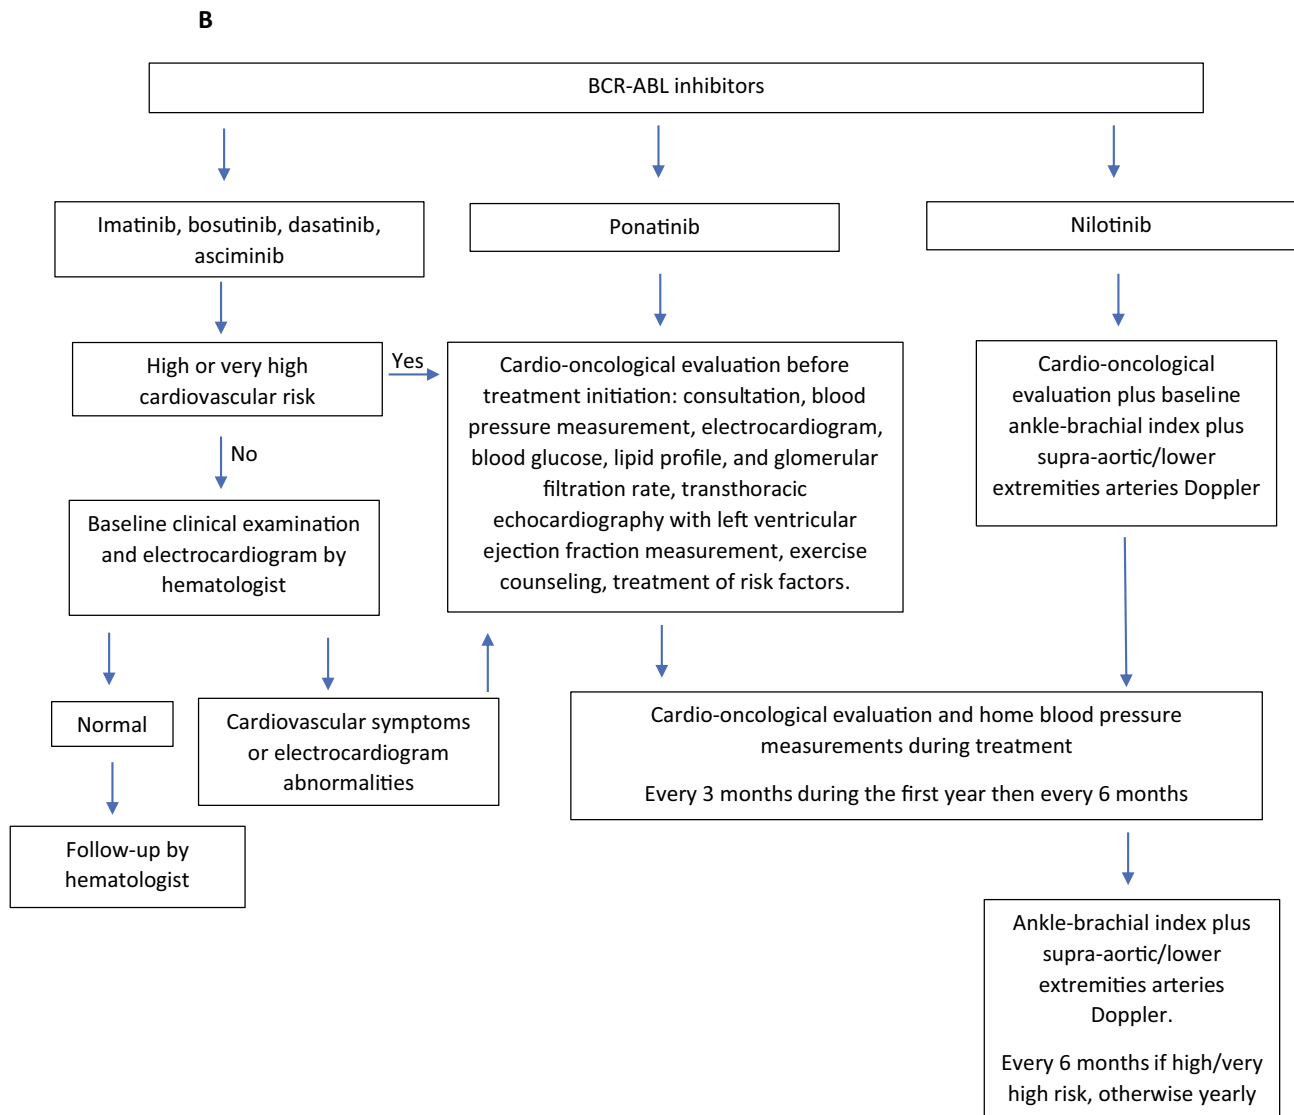 B
BCR-ABL inhibitors
Imatinib, bosutinib, dasatinib,
asciminib
Ponatinib
Nilotinib
High or very high
cardiovascular risk
Yes
No
Cardio-oncological evaluation before
treatment initiation: consultation, blood
pressure measurement, electrocardiogram,
blood glucose, lipid profile, and glomerular
filtration rate, transthoracic
echocardiography with left ventricular
ejection fraction measurement, exercise
counseling, treatment of risk factors.
Cardio-oncological
evaluation plus baseline
ankle-brachial index plus
supra-aortic/lower
extremities arteries Doppler
Baseline clinical examination
and electrocardiogram by
hematologist
Normal
Cardiovascular symptoms
or electrocardiogram
abnormalities
Follow-up by
hematologist
Cardio-oncological evaluation and home blood pressure
measurements during treatment
Every 3 months during the first year then every 6 months
Ankle-brachial index plus
supra-aortic/lower
extremities arteries
Doppler.
Every 6 months if high/very
high risk, otherwise yearly